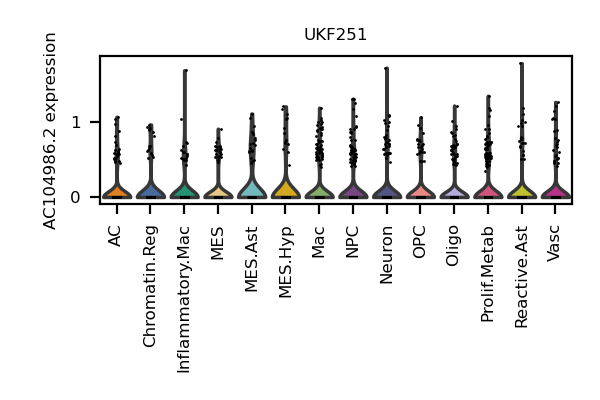 UKF251
AC104986.2 expression
1
0
AC
Chromatin.Reg
Inflammatory.Mac
MES
MES.Ast
MES.Hyp
Mac
NPC
Neuron
OPC
Oligo
Prolif.Metab
Reactive.Ast
Vasc